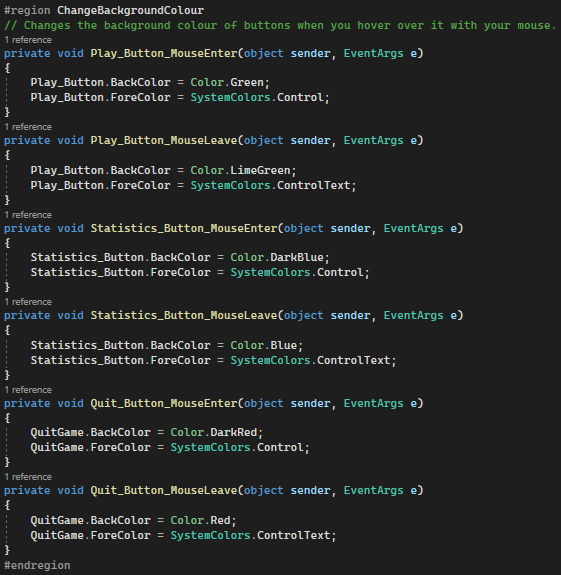 #region ChangeBackgroundColour
// Changes the background colour of buttons when you hover over it with your mouse.
1 reference
private void Play_Button_MouseEnter(object sender, EventArgs e)
{
    Play_Button.BackColor = Color.Green;
    Play_Button.ForeColor = SystemColors.Control;
}
1 reference
private void Play_Button_MouseLeave(object sender, EventArgs e)
{
    Play_Button.BackColor = Color.LimeGreen;
    Play_Button.ForeColor = SystemColors.ControlText;
}
1 reference
private void Statistics_Button_MouseEnter(object sender, EventArgs e)
{
    Statistics_Button.BackColor = Color.DarkBlue;
    Statistics_Button.ForeColor = SystemColors.Control;
}
1 reference
private void Statistics_Button_MouseLeave(object sender, EventArgs e)
{
    Statistics_Button.BackColor = Color.Blue;
    Statistics_Button.ForeColor = SystemColors.ControlText;
}
1 reference
private void Quit_Button_MouseEnter(object sender, EventArgs e)
{
    QuitGame.BackColor = Color.DarkRed;
    QuitGame.ForeColor = SystemColors.Control;
}
1 reference
private void Quit_Button_MouseLeave(object sender, EventArgs e)
{
    QuitGame.BackColor = Color.Red;
    QuitGame.ForeColor = SystemColors.ControlText;
}
#endregion